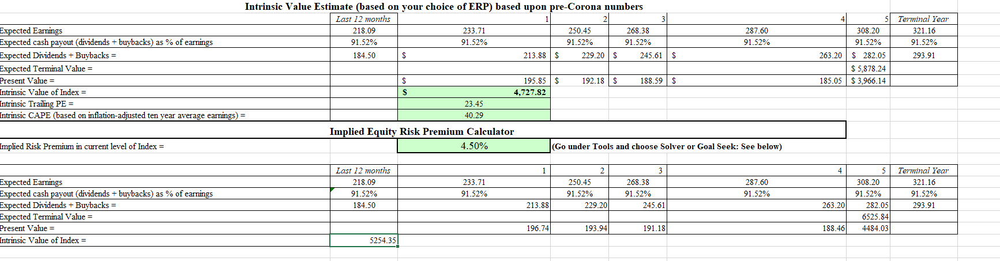 Intrinsic Value Estimate (based on your choice of ERP) based upon pre-Corona numbers
Last 12 months 1 2 3 4 5 Terminal Year
Expected Earnings 218.09 233.71 250.45 268.38 287.60 308.20 321.16
Expected cash payout (dividends + buybacks) as % of earnings 91.52% 91.52% 91.52% 91.52% 91.52% 91.52% 91.52%
Expected Dividends + Buybacks = 184.50 $ 213.88 $ 229.20 $ 245.61 $ 263.20 $ 282.05 293.91
Expected Terminal Value = $ 5,878.24
Present Value = $ 195.85 $ 192.18 $ 188.59 $ 185.05 $ 3,966.14
Intrinsic Value of Index = $ 4,727.82
Intrinsic Trailing PE = 23.45
Intrinsic CAPE (based on inflation-adjusted ten year average earnings) = 40.29
Implied Equity Risk Premium Calculator
Implied Risk Premium in current level of Index = 4.50% (Go under Tools and choose Solver or Goal Seek: See below)
Last 12 months 1 2 3 4 5 Terminal Year
Expected Earnings 218.09 233.71 250.45 268.38 287.60 308.20 321.16
Expected cash payout (dividends + buybacks) as % of earnings 91.52% 91.52% 91.52% 91.52% 91.52% 91.52% 91.52%
Expected Dividends + Buybacks = 184.50 213.88 229.20 245.61 263.20 282.05 293.91
Expected Terminal Value = 6525.84
Present Value = 196.74 193.94 191.18 188.46 4484.03
Intrinsic Value of Index = 5254.35